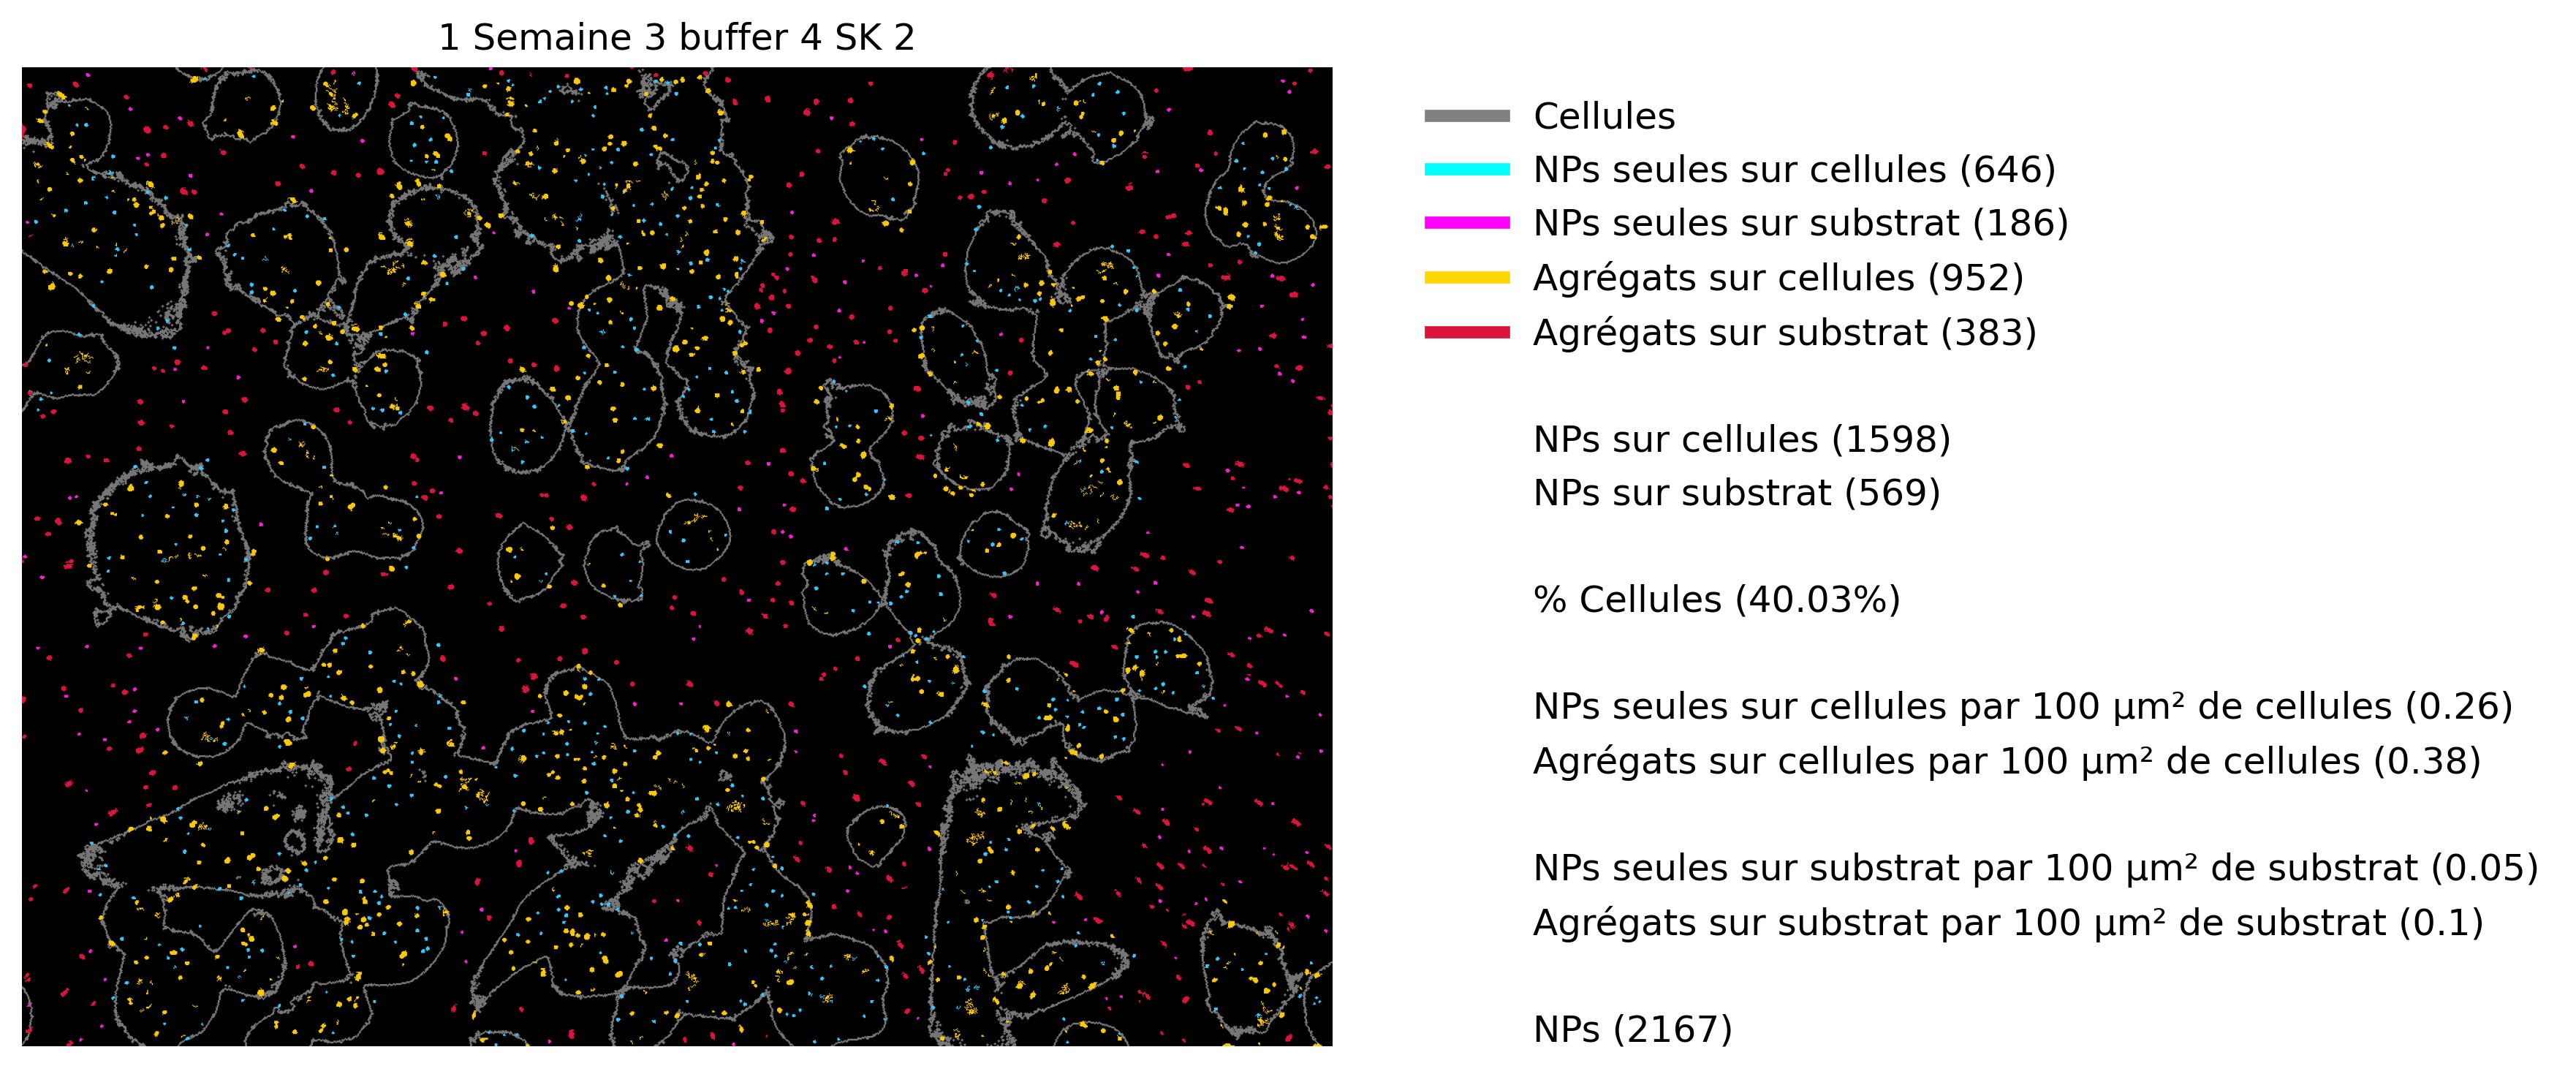 1 Semaine 3 buffer 4 SK 2
Cellules
NPs seules sur cellules (646)
NPs seules sur substrat (186)
Agrégats sur cellules (952)
Agrégats sur substrat (383)
NPs sur cellules (1598)
NPs sur substrat (569)
% Cellules (40.03%)
NPs seules sur cellules par 100 µm² de cellules (0.26)
Agrégats sur cellules par 100 µm² de cellules (0.38)
NPs seules sur substrat par 100 µm² de substrat (0.05)
Agrégats sur substrat par 100 µm² de substrat (0.1)
NPs (2167)